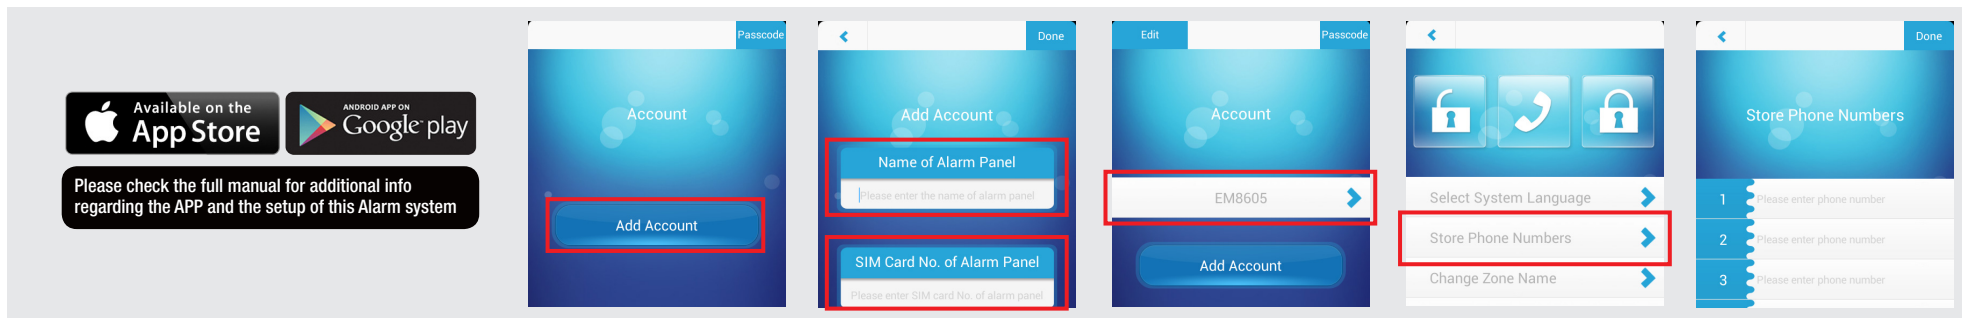 Available on the
App Store
ANDROID APP ON
Google play
Please check the full manual for additional info
regarding the APP and the setup of this Alarm system
Passcode
Account
Add Account
Done
Add Account
Name of Alarm Panel
Please enter the name of alarm panel
SIM Card No. of Alarm Panel
Please enter SIM card No. of alarm panel
Edit
Passcode
Account
EM8605
Add Account
Select System Language
Store Phone Numbers
Change Zone Name
Done
Store Phone Numbers
1 Please enter phone number
2 Please enter phone number
3 Please enter phone number